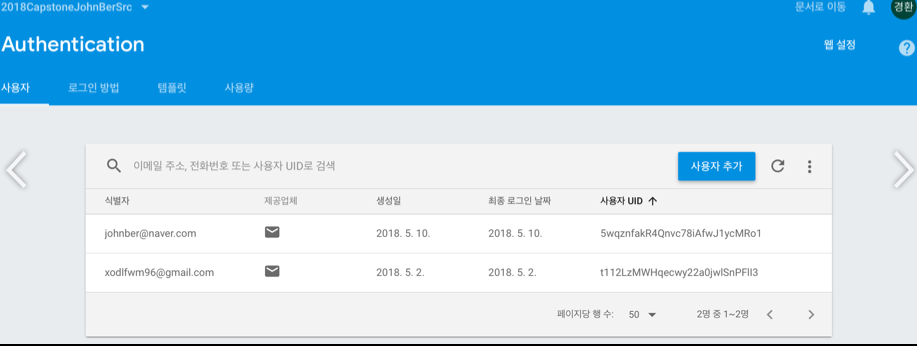 2018CapstoneJohnBerSrc 문서로 이동 경환
Authentication 웹 설정
사용자 로그인 방법 템플릿 사용량
이메일 주소, 전화번호 또는 사용자 UID로 검색 사용자 추가
식별자 제공업체 생성일 최종 로그인 날짜 사용자 UID
johnber@naver.com 2018. 5. 10. 2018. 5. 10. 5wqznfakR4Qnvc78iAfwJ1ycMRo1
xodlfwm96@gmail.com 2018. 5. 2. 2018. 5. 2. t112LzMWHqecwy22a0jwlSnPFlI3
페이지당 행 수: 50 2명 중 1~2명